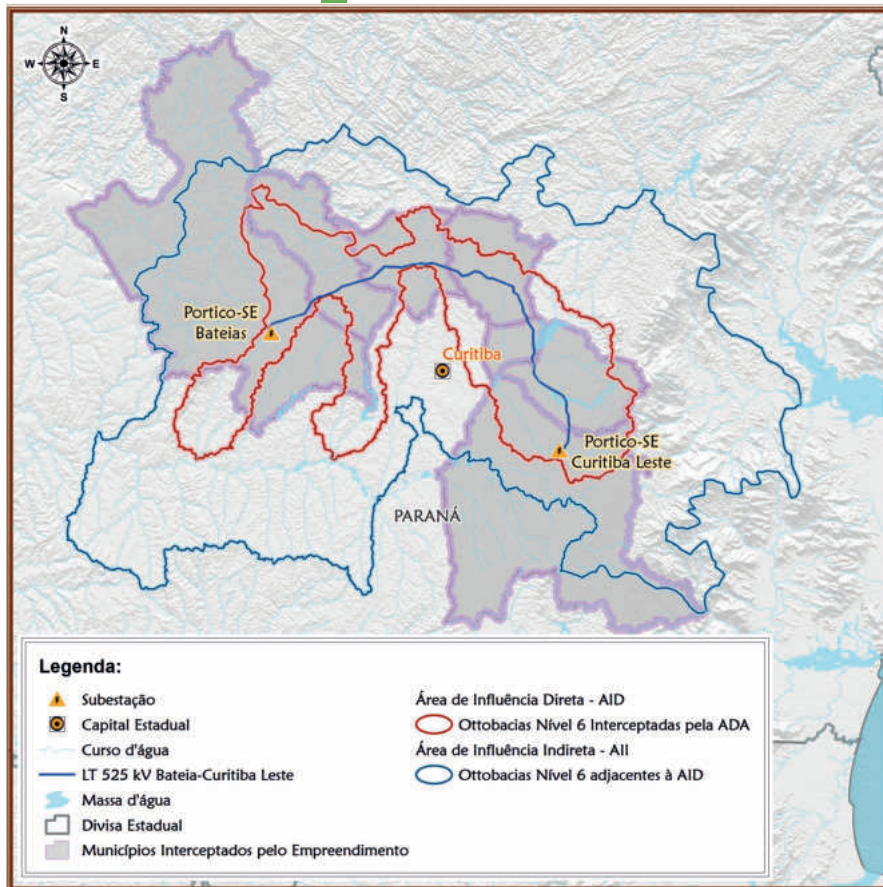 N
W E
S
Portico-SE
Bateias
Curitiba
Portico-SE
Curitiba Leste
PARANÁ
Legenda:
Subestação
Capital Estadual
Curso d'água
LT 525 kV Bateia-Curitiba Leste
Massa d'água
Divisa Estadual
Municípios Interceptados pelo Empreendimento
Área de Influência Direta - AID
Ottobacias Nível 6 Interceptadas pela ADA
Área de Influência Indireta - AII
Ottobacias Nível 6 adjacentes à AID